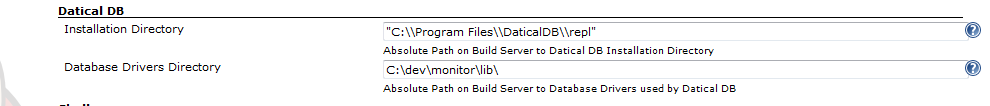 Datical DB
Installation Directory
"C:\\Program Files\\DaticalDB\\repl"
Absolute Path on Build Server to Datical DB Installation Directory
Database Drivers Directory
C:\dev\monitor\lib\
Absolute Path on Build Server to Database Drivers used by Datical DB